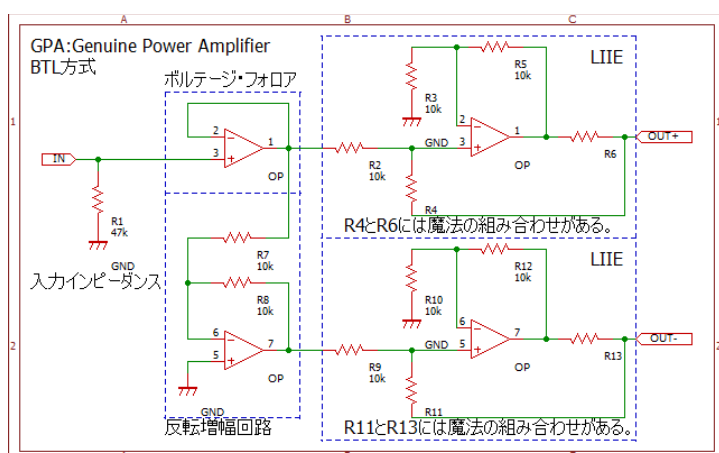 A
B
C
GPA:Genuine Power Amplifier
BTL方式
ボルテージ・フォロア
LIIE
R5
10k
R3
10k
1
1
2
3
1
OP
IN
R1
47k
GND
入力インピーダンス
R2
10k
GND
2
3
1
OP
R6
OUT+
R4
R4とR6には魔法の組み合わせがある。
R7
10k
R8
10k
6
5
7
OP
GND
反転増幅回路
LIIE
R12
10k
R10
10k
R9
10k
GND
6
5
7
OP
R13
OUT-
R11
R11とR13には魔法の組み合わせがある。
2
2